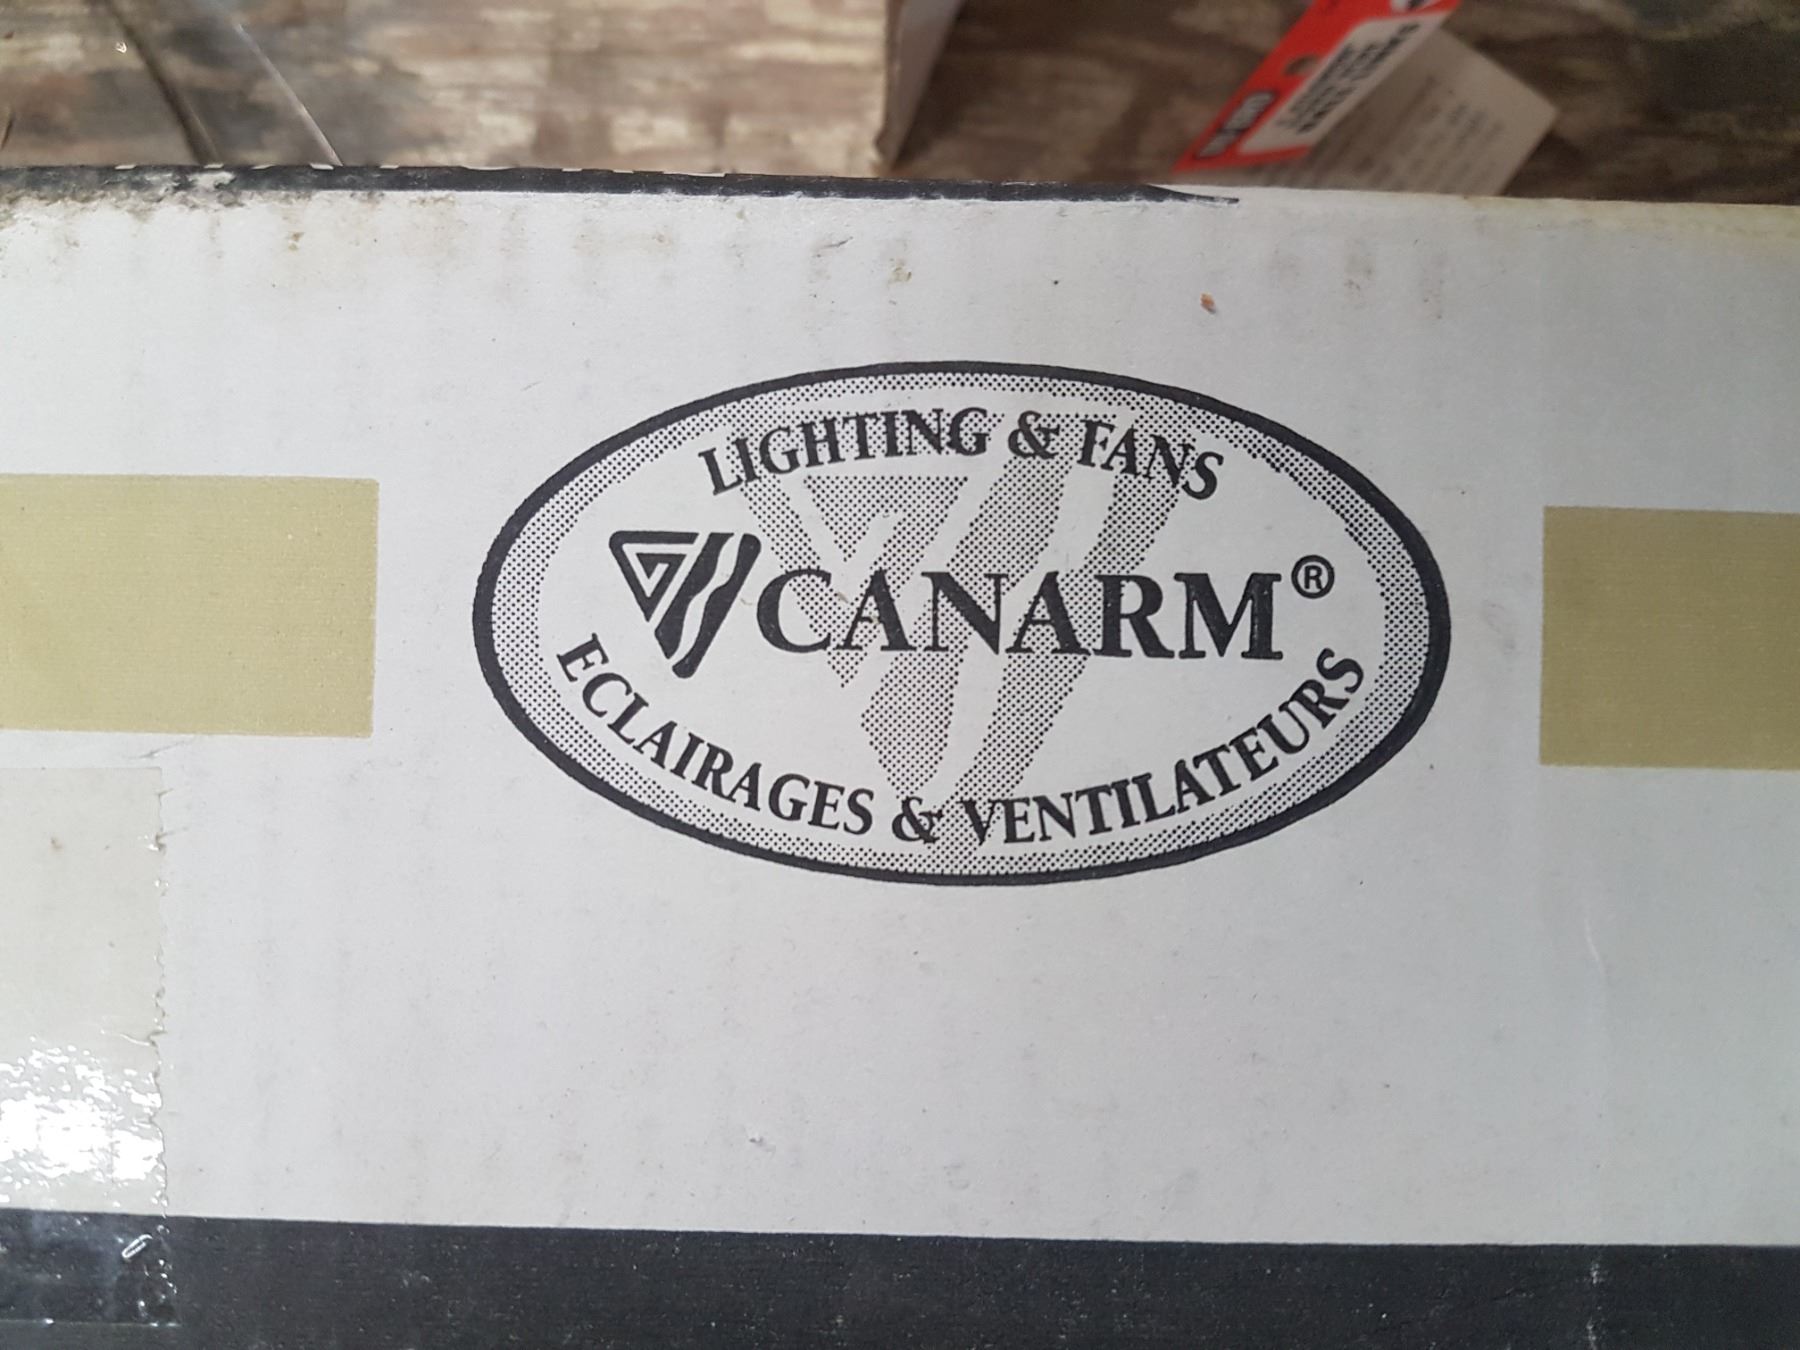 LIGHTING & FANS
CANARM®
ECLAIRAGES & VENTILATEURS